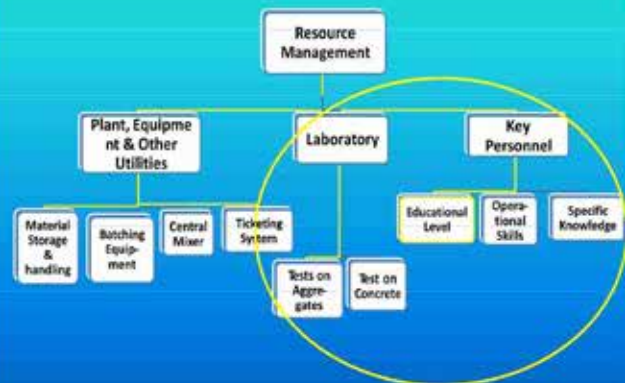 Resource
Management
Plant, Equipme
nt & Other
Utilities
Laboratory
Key
Personnel
Material
Storage
&
handling
Batching
Equip-
ment
Central
Mixer
Ticketing
System
Tests on
Aggre-
gates
Test on
Concrete
Educational
Level
Opera-
tional
Skills
Specific
Knowledge